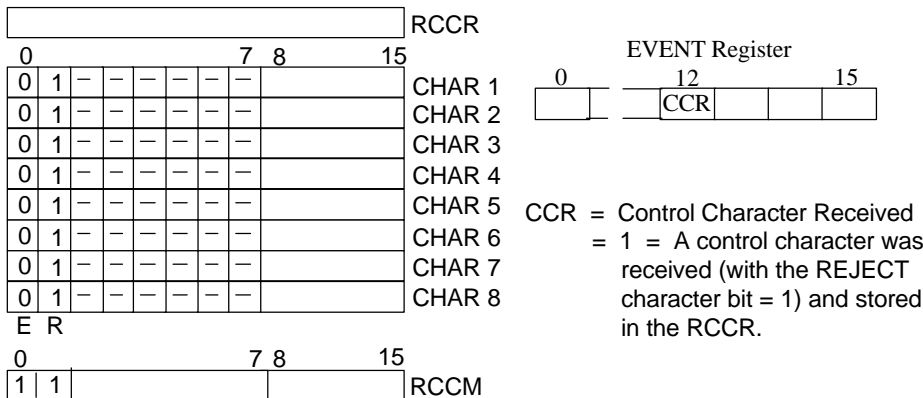 RCCR
0 7 8 15
0 1 – – – – – – CHAR 1
0 1 – – – – – – CHAR 2
0 1 – – – – – – CHAR 3
0 1 – – – – – – CHAR 4
0 1 – – – – – – CHAR 5
0 1 – – – – – – CHAR 6
0 1 – – – – – – CHAR 7
0 1 – – – – – – CHAR 8
E R
0 7 8 15
1 1 RCCM
EVENT Register
0 12 15
CCR
CCR = Control Character Received
= 1 = A control character was
received (with the REJECT
character bit = 1) and stored
in the RCCR.